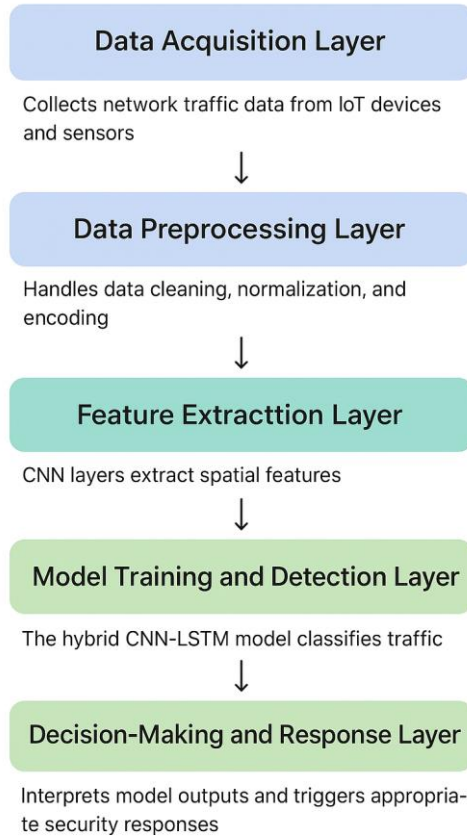 Data Acquisition Layer
Collects network traffic data from IoT devices
and sensors
Data Preprocessing Layer
Handles data cleaning, normalization, and
encoding
Feature Extracttion Layer
CNN layers extract spatial features
Model Training and Detection Layer
The hybrid CNN-LSTM model classifies traffic
Decision-Making and Response Layer
Interprets model outputs and triggers appropria-
te security responses